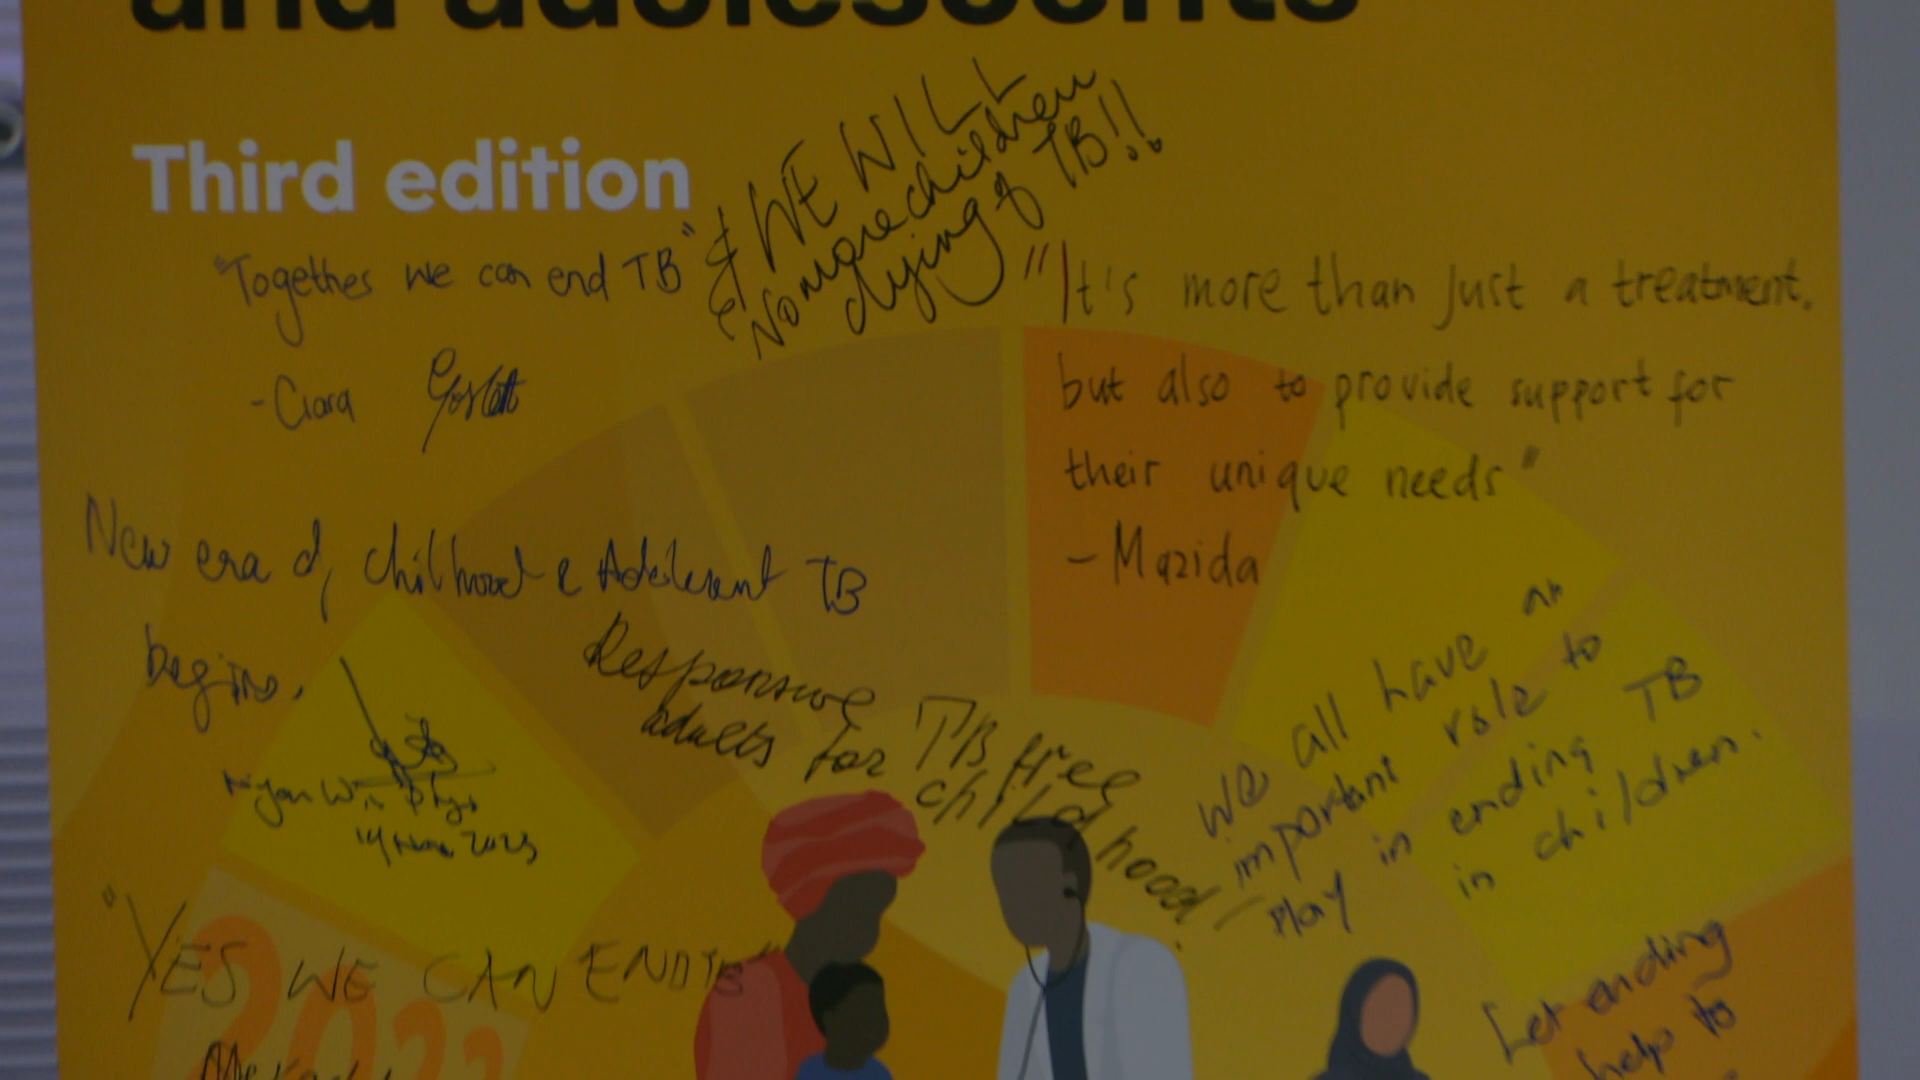 and adolescents
Third edition
"Together we can end TB"
-Ciara
& WE WILL
No more children
dying of TB!!
"It's more than just a treatment.
but also to provide support for
their unique needs"
- Mazida
New era of childhood & Adolescent TB
begins.
14 Nov. 2023
Responsive
adults for TB free
childhood!
We all have an
important role to
play in ending TB
in children.
"YES WE CAN END TB"
2022
Let ending
help to